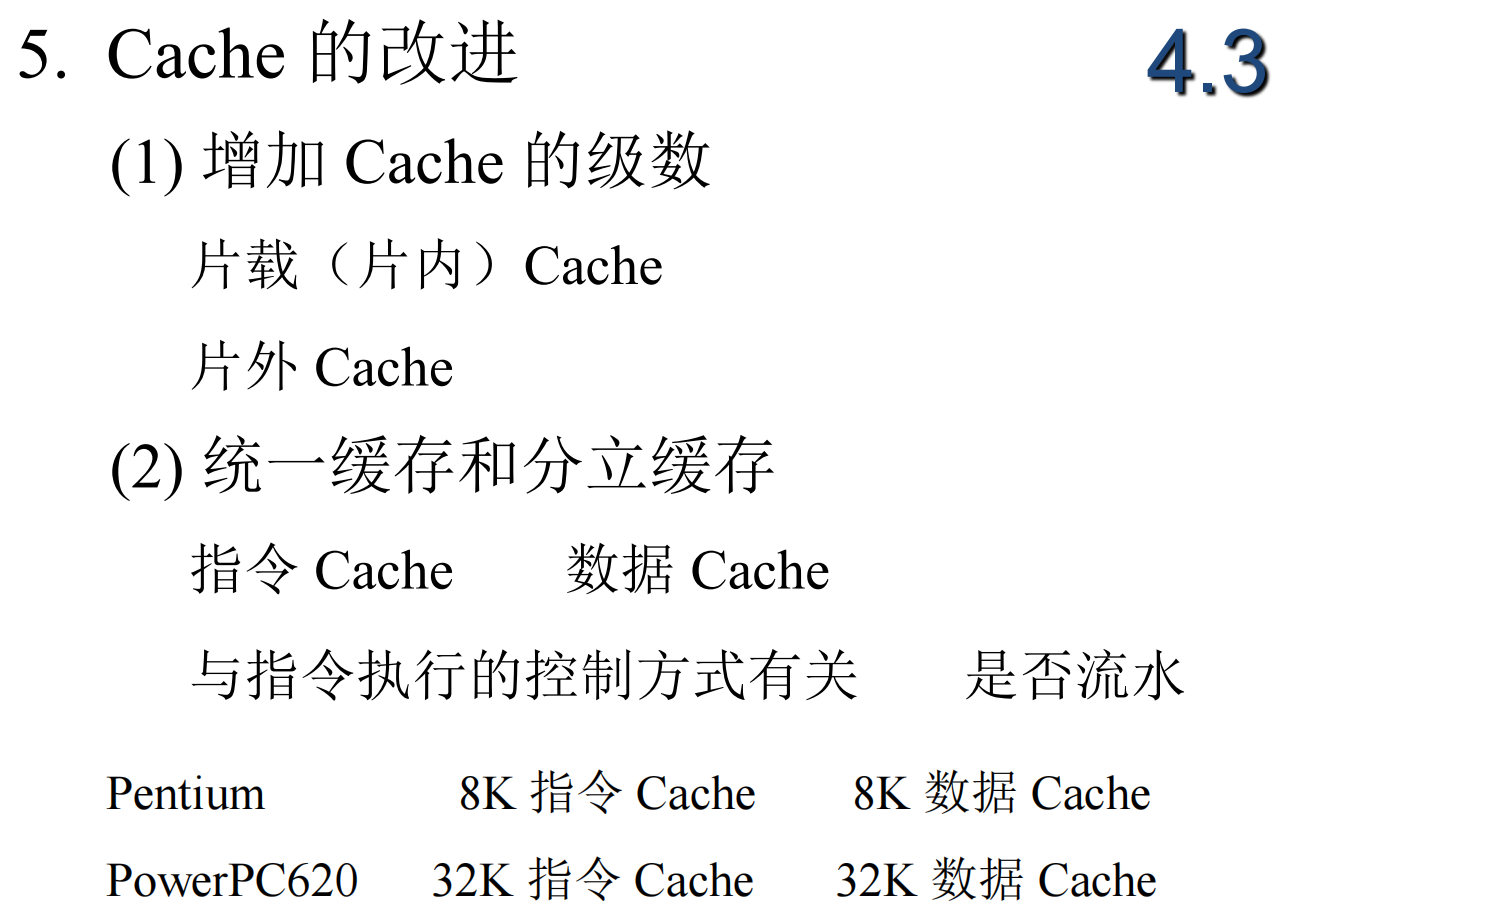 5. Cache 的改进
4.3
(1) 增加 Cache 的级数
片载（片内）Cache
片外 Cache
(2) 统一缓存和分立缓存
指令 Cache 数据 Cache
与指令执行的控制方式有关 是否流水
Pentium 8K 指令 Cache 8K 数据 Cache
PowerPC620 32K 指令 Cache 32K 数据 Cache